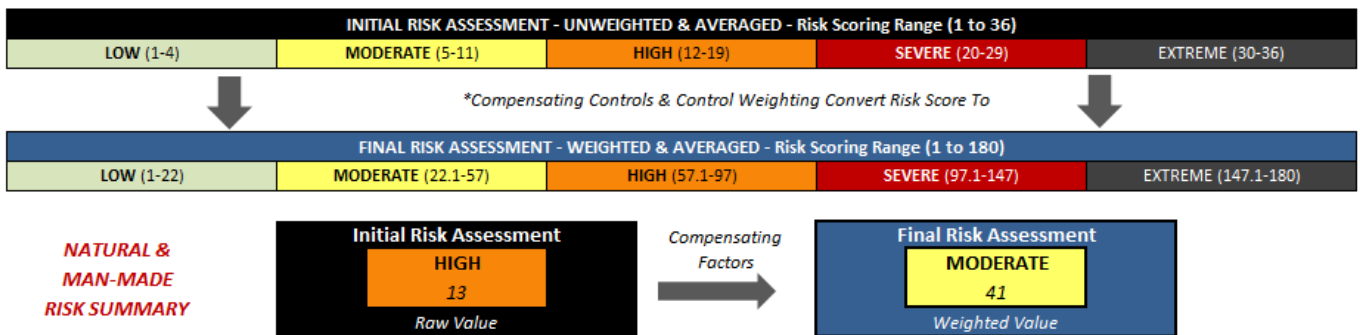 INITIAL RISK ASSESSMENT - UNWEIGHTED & AVERAGED - Risk Scoring Range (1 to 36)
LOW (1-4) MODERATE (5-11) HIGH (12-19) SEVERE (20-29) EXTREME (30-36)
*Compensating Controls & Control Weighting Convert Risk Score To
FINAL RISK ASSESSMENT - WEIGHTED & AVERAGED - Risk Scoring Range (1 to 180)
LOW (1-22) MODERATE (22.1-57) HIGH (57.1-97) SEVERE (97.1-147) EXTREME (147.1-180)
NATURAL &
MAN-MADE
RISK SUMMARY
Initial Risk Assessment
HIGH
13
Raw Value
Compensating
Factors
Final Risk Assessment
MODERATE
41
Weighted Value